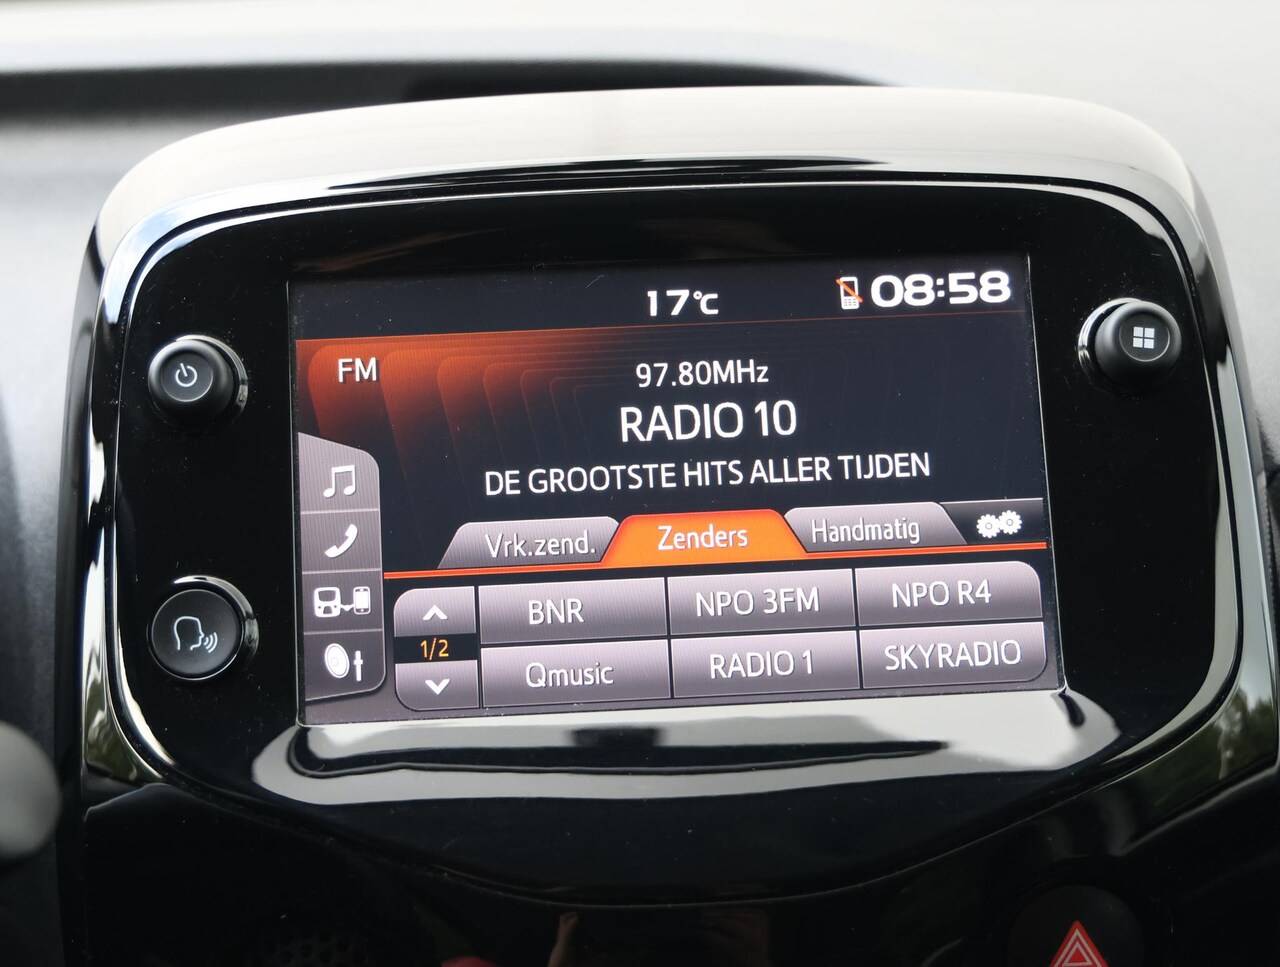 17°C 08:58
FM
97.80MHz
RADIO 10
DE GROOTSTE HITS ALLER TIJDEN
Vrk.zend. Zenders Handmatig
BNR NPO 3FM NPO R4
1/2
Qmusic RADIO 1 SKYRADIO